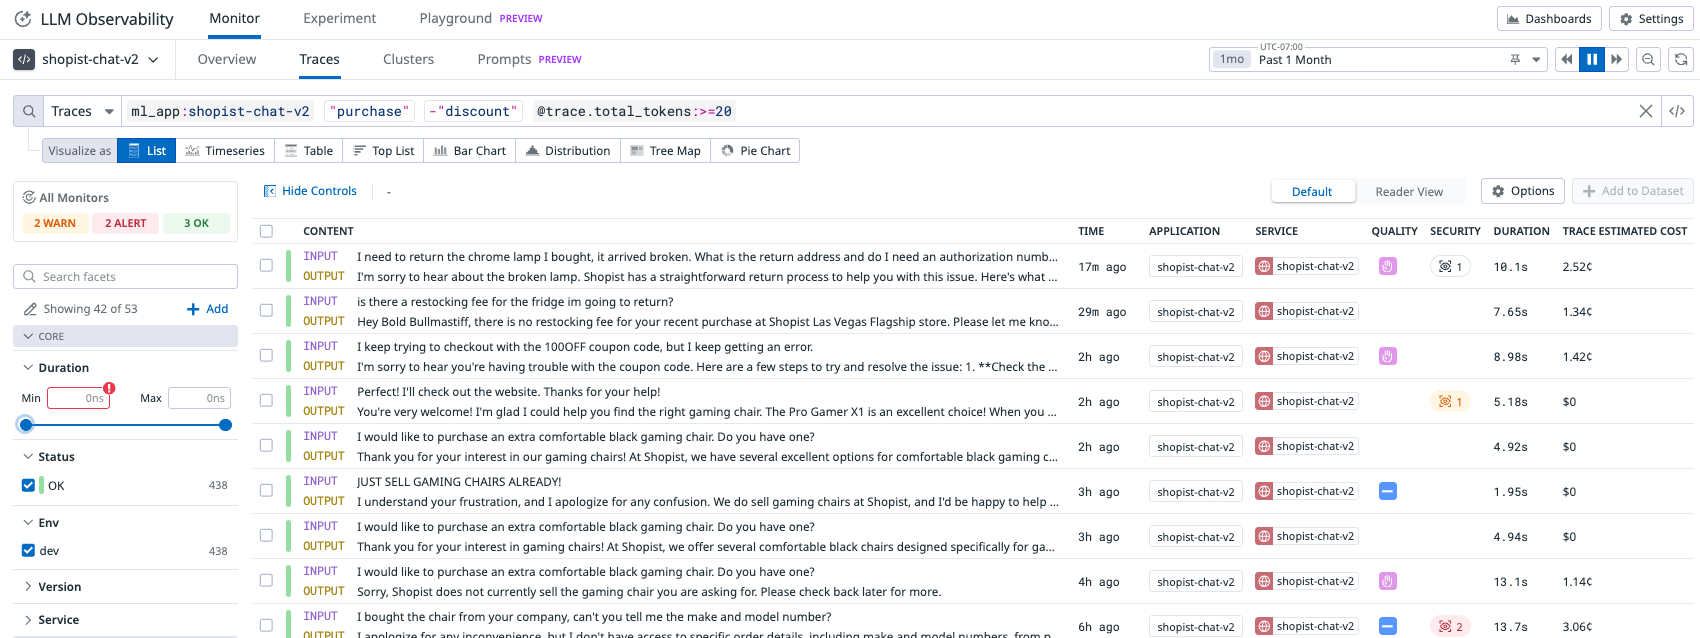 LLM Observability Monitor Experiment Playground PREVIEW Dashboards Settings
shopist-chat-v2 Overview Traces Clusters Prompts PREVIEW UTC-07:00 1mo Past 1 Month
Traces ml_app:shopist-chat-v2 "purchase" -"discount" @trace.total_tokens:>=20
Visualize as List Timeseries Table Top List Bar Chart Distribution Tree Map Pie Chart
All Monitors
2 WARN 2 ALERT 3 OK
Search facets
Showing 42 of 53 Add
CORE
Duration
Min 0ns ! Max 0ns
Status
OK 438
Env
dev 438
Version
Service
Hide Controls - Default Reader View Options Add to Dataset
CONTENT TIME APPLICATION SERVICE QUALITY SECURITY DURATION TRACE ESTIMATED COST
INPUT I need to return the chrome lamp I bought, it arrived broken. What is the return address and do I need an authorization numb...
OUTPUT I'm sorry to hear about the broken lamp. Shopist has a straightforward return process to help you with this issue. Here's what ...
17m ago shopist-chat-v2 shopist-chat-v2 1 10.1s 2.52¢
INPUT is there a restocking fee for the fridge im going to return?
OUTPUT Hey Bold Bullmastiff, there is no restocking fee for your recent purchase at Shopist Las Vegas Flagship store. Please let me kno...
29m ago shopist-chat-v2 shopist-chat-v2 7.65s 1.34¢
INPUT I keep trying to checkout with the 100OFF coupon code, but I keep getting an error.
OUTPUT I'm sorry to hear you're having trouble with the coupon code. Here are a few steps to try and resolve the issue: 1. **Check the ...
2h ago shopist-chat-v2 shopist-chat-v2 8.98s 1.42¢
INPUT Perfect! I'll check out the website. Thanks for your help!
OUTPUT You're very welcome! I'm glad I could help you find the right gaming chair. The Pro Gamer X1 is an excellent choice! When you ...
2h ago shopist-chat-v2 shopist-chat-v2 1 5.18s $0
INPUT I would like to purchase an extra comfortable black gaming chair. Do you have one?
OUTPUT Thank you for your interest in our gaming chairs! At Shopist, we have several excellent options for comfortable black gaming c...
2h ago shopist-chat-v2 shopist-chat-v2 4.92s $0
INPUT JUST SELL GAMING CHAIRS ALREADY!
OUTPUT I understand your frustration, and I apologize for any confusion. We do sell gaming chairs at Shopist, and I'd be happy to help ...
3h ago shopist-chat-v2 shopist-chat-v2 1.95s $0
INPUT I would like to purchase an extra comfortable black gaming chair. Do you have one?
OUTPUT Thank you for your interest in gaming chairs! At Shopist, we offer several comfortable black chairs designed specifically for ga...
3h ago shopist-chat-v2 shopist-chat-v2 4.94s $0
INPUT I would like to purchase an extra comfortable black gaming chair. Do you have one?
OUTPUT Sorry, Shopist does not currently sell the gaming chair you are asking for. Please check back later for more.
4h ago shopist-chat-v2 shopist-chat-v2 13.1s 1.14¢
INPUT I bought the chair from your company, can't you tell me the make and model number?
OUTPUT I apologize for any inconvenience, but I don't have access to specific order details, including make and model numbers, from p...
6h ago shopist-chat-v2 shopist-chat-v2 2 13.7s 3.06¢